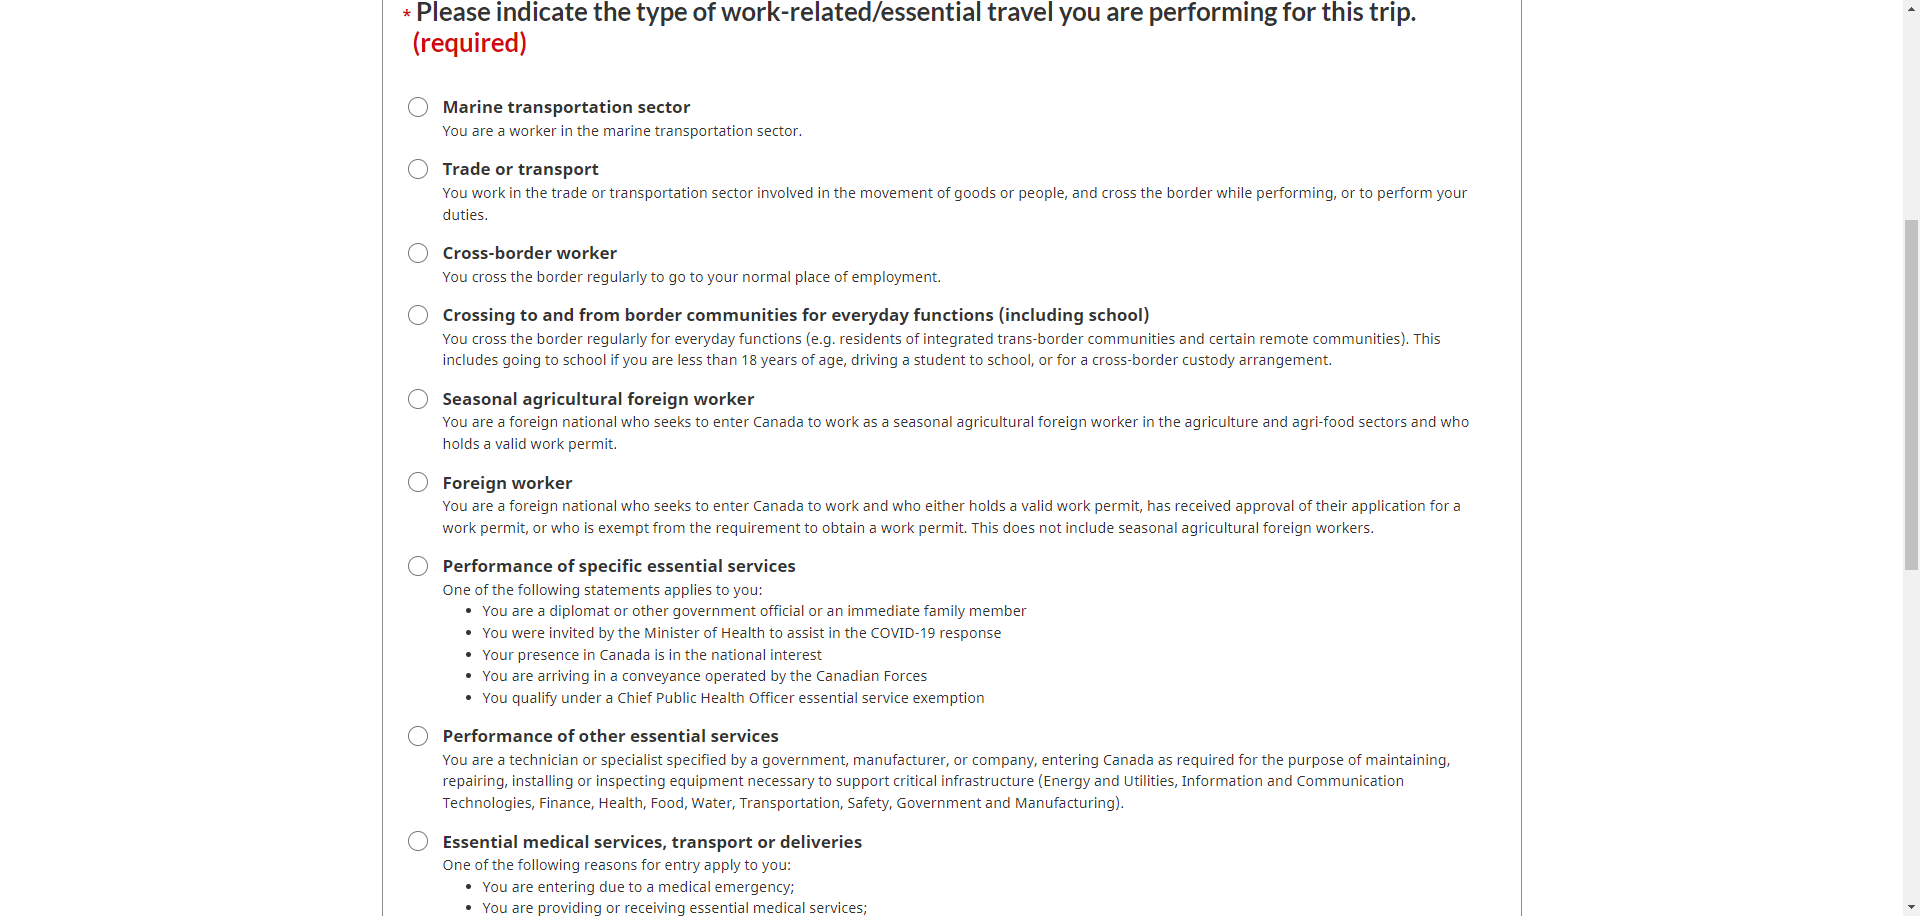 * Please indicate the type of work-related/essential travel you are performing for this trip.
(required)
Marine transportation sector
You are a worker in the marine transportation sector.
Trade or transport
You work in the trade or transportation sector involved in the movement of goods or people, and cross the border while performing, or to perform your
duties.
Cross-border worker
You cross the border regularly to go to your normal place of employment.
Crossing to and from border communities for everyday functions (including school)
You cross the border regularly for everyday functions (e.g. residents of integrated trans-border communities and certain remote communities). This
includes going to school if you are less than 18 years of age, driving a student to school, or for a cross-border custody arrangement.
Seasonal agricultural foreign worker
You are a foreign national who seeks to enter Canada to work as a seasonal agricultural foreign worker in the agriculture and agri-food sectors and who
holds a valid work permit.
Foreign worker
You are a foreign national who seeks to enter Canada to work and who either holds a valid work permit, has received approval of their application for a
work permit, or who is exempt from the requirement to obtain a work permit. This does not include seasonal agricultural foreign workers.
Performance of specific essential services
One of the following statements applies to you:
• You are a diplomat or other government official or an immediate family member
• You were invited by the Minister of Health to assist in the COVID-19 response
• Your presence in Canada is in the national interest
• You are arriving in a conveyance operated by the Canadian Forces
• You qualify under a Chief Public Health Officer essential service exemption
Performance of other essential services
You are a technician or specialist specified by a government, manufacturer, or company, entering Canada as required for the purpose of maintaining,
repairing, installing or inspecting equipment necessary to support critical infrastructure (Energy and Utilities, Information and Communication
Technologies, Finance, Health, Food, Water, Transportation, Safety, Government and Manufacturing).
Essential medical services, transport or deliveries
One of the following reasons for entry apply to you:
• You are entering due to a medical emergency;
• You are providing or receiving essential medical services;